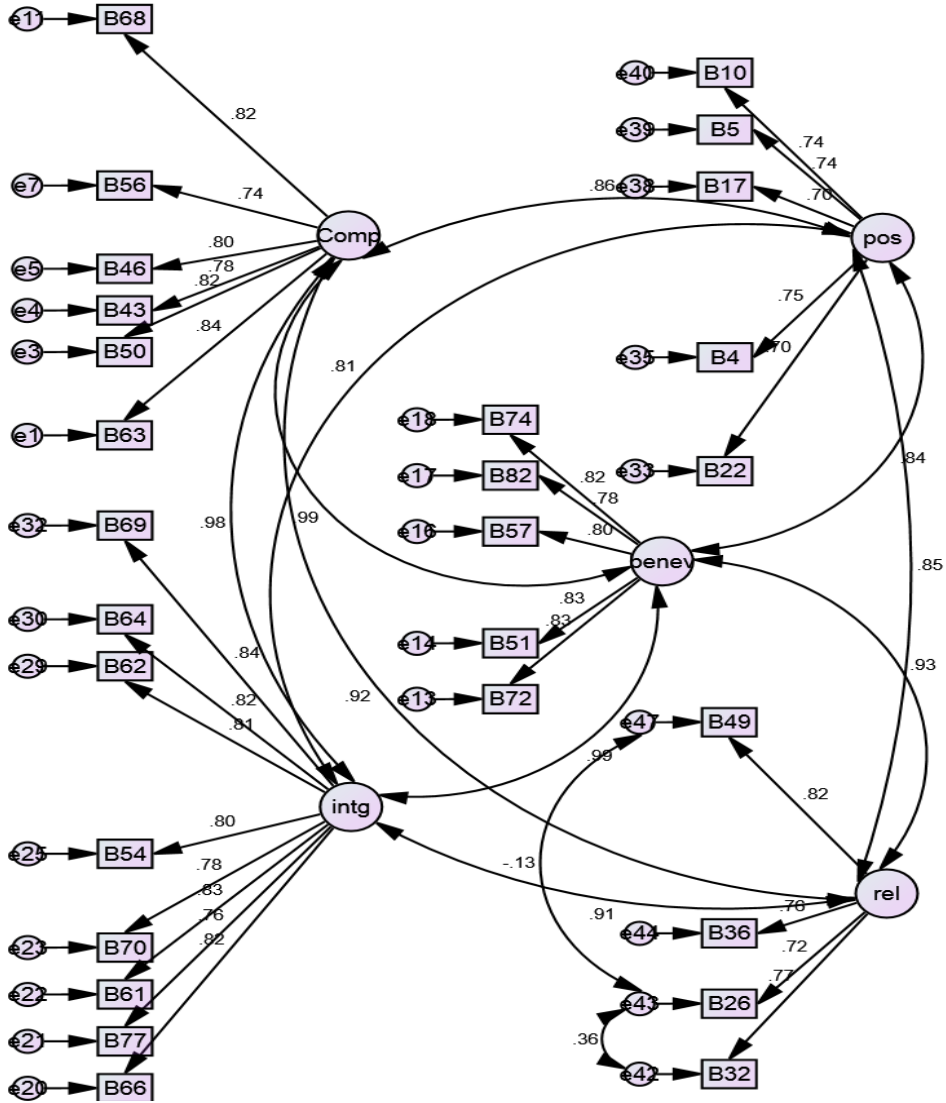 e11
B68
.82
e40
B10
e39
B5
.74
.74
e7
B56
.74
.86
e38
B17
.70
Comp
pos
.80
e5
B46
.78
.82
e4
B43
e3
B50
.75
.84
.81
e35
B4
.70
e18
B74
e1
B63
.82
.84
e17
B82
e33
B22
.78
.98
.99
e16
B57
.80
e32
B69
benev
.85
.83
e30
B64
.83
e14
B51
.84
e29
B62
.93
.82
.92
e13
B72
.81
e47
B49
.99
.82
intg
.80
-.13
e25
B54
.78
.83
rel
.76
.91
.76
.82
e44
B36
.72
e23
B70
.77
e22
B61
e43
B26
e21
B77
.36
e42
B32
e20
B66